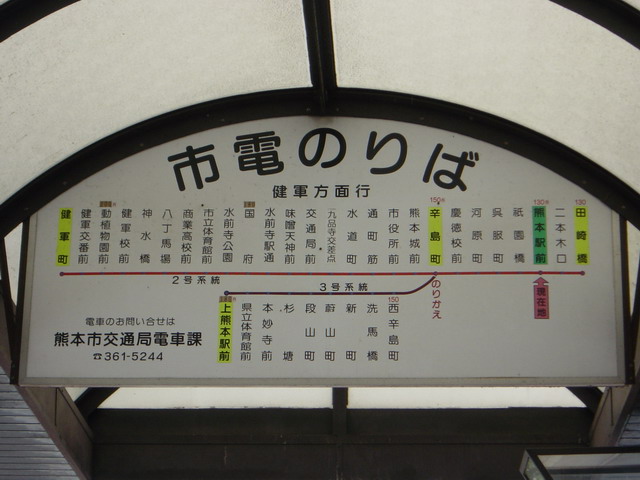 市電のりば
健軍方面行
健軍町
健軍交番前
動植物園前
健軍校前
神水橋
八丁馬場
商業高校前
市立体育館前
水前寺公園
国府
水前寺駅通
味噌天神前
交通局前
九品寺交差点
水道町
通町筋
市役所前
熊本城前
150
辛島町
慶徳校前
河原町
呉服町
祇園橋
130
熊本駅前
二本木口
130
田崎橋
2号系統
3号系統
のりかえ
現在地
上熊本駅前
県立体育館前
本妙寺前
杉塘
段山町
蔚山町
新町
洗馬橋
150
西辛島町
電車のお問い合せは
熊本市交通局電車課
☎361-5244